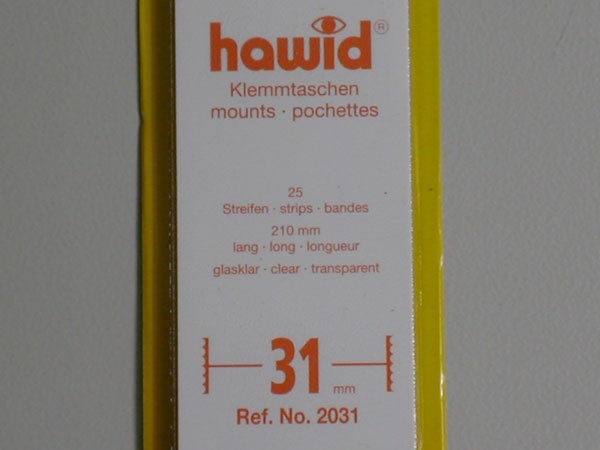 hawid®
Klemmtaschen
mounts · pochettes
25
Streifen · strips · bandes
210 mm
lang · long · longueur
glasklar · clear · transparent
31 mm
Ref. No. 2031